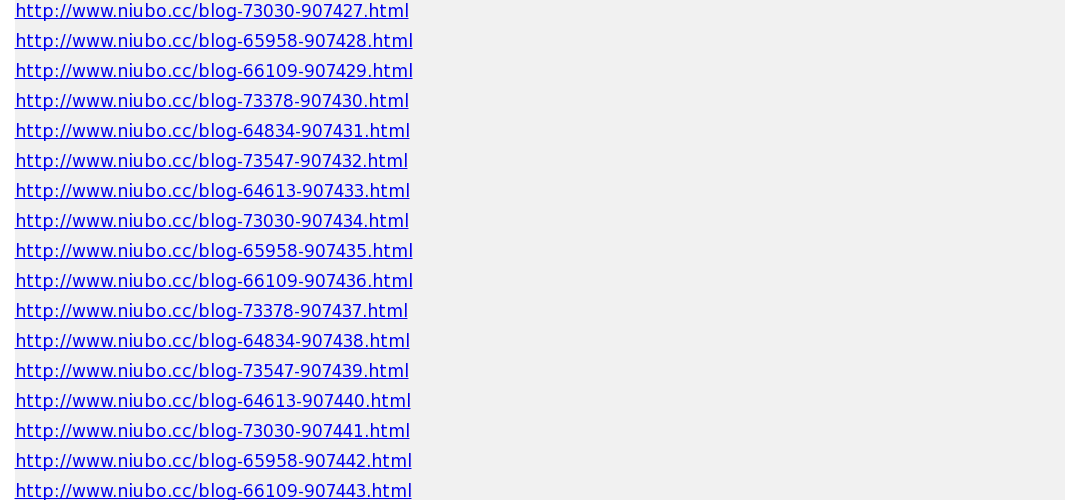 http://www.niubo.cc/blog-73030-907427.html
http://www.niubo.cc/blog-65958-907428.html
http://www.niubo.cc/blog-66109-907429.html
http://www.niubo.cc/blog-73378-907430.html
http://www.niubo.cc/blog-64834-907431.html
http://www.niubo.cc/blog-73547-907432.html
http://www.niubo.cc/blog-64613-907433.html
http://www.niubo.cc/blog-73030-907434.html
http://www.niubo.cc/blog-65958-907435.html
http://www.niubo.cc/blog-66109-907436.html
http://www.niubo.cc/blog-73378-907437.html
http://www.niubo.cc/blog-64834-907438.html
http://www.niubo.cc/blog-73547-907439.html
http://www.niubo.cc/blog-64613-907440.html
http://www.niubo.cc/blog-73030-907441.html
http://www.niubo.cc/blog-65958-907442.html
http://www.niubo.cc/blog-66109-907443.html